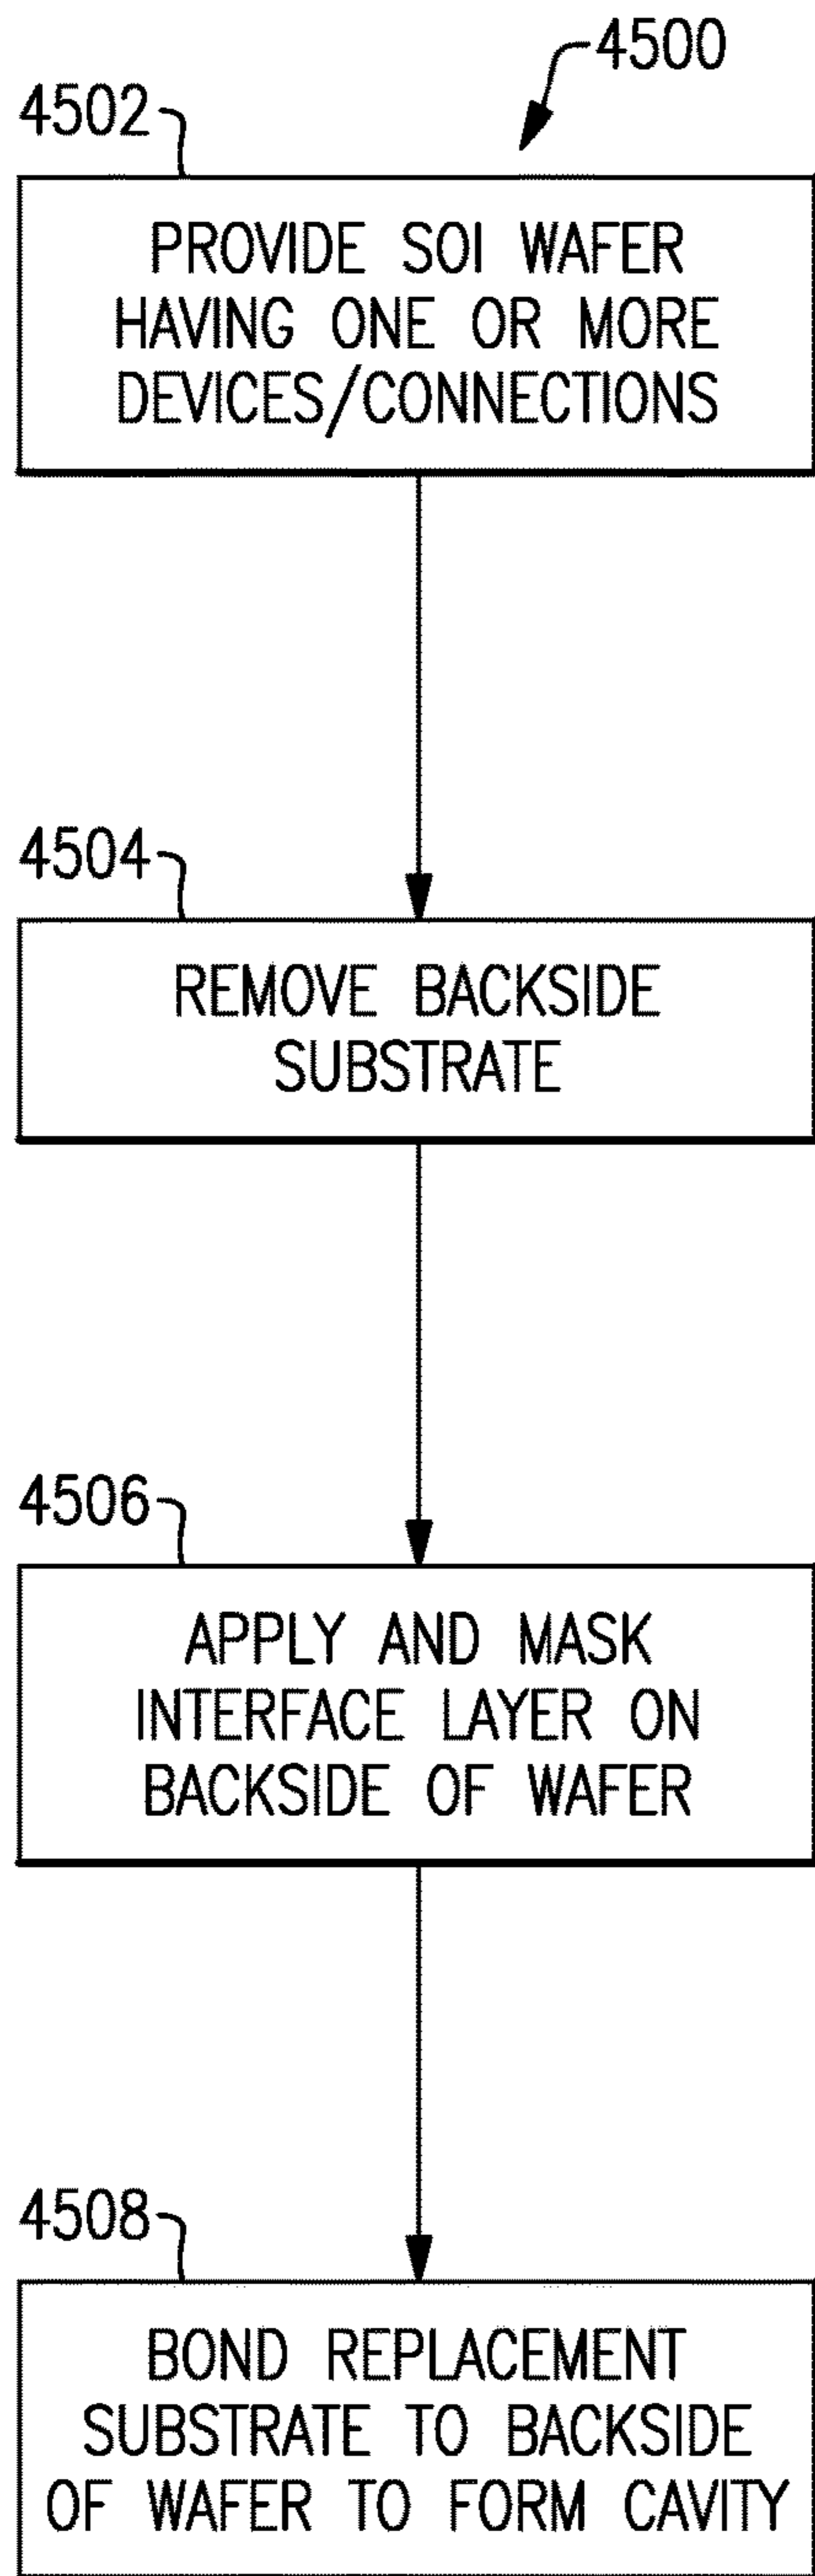 4500
4502
PROVIDE SOI WAFER
HAVING ONE OR MORE
DEVICES/CONNECTIONS
4504
REMOVE BACKSIDE
SUBSTRATE
4506
APPLY AND MASK
INTERFACE LAYER ON
BACKSIDE OF WAFER
4508
BOND REPLACEMENT
SUBSTRATE TO BACKSIDE
OF WAFER TO FORM CAVITY